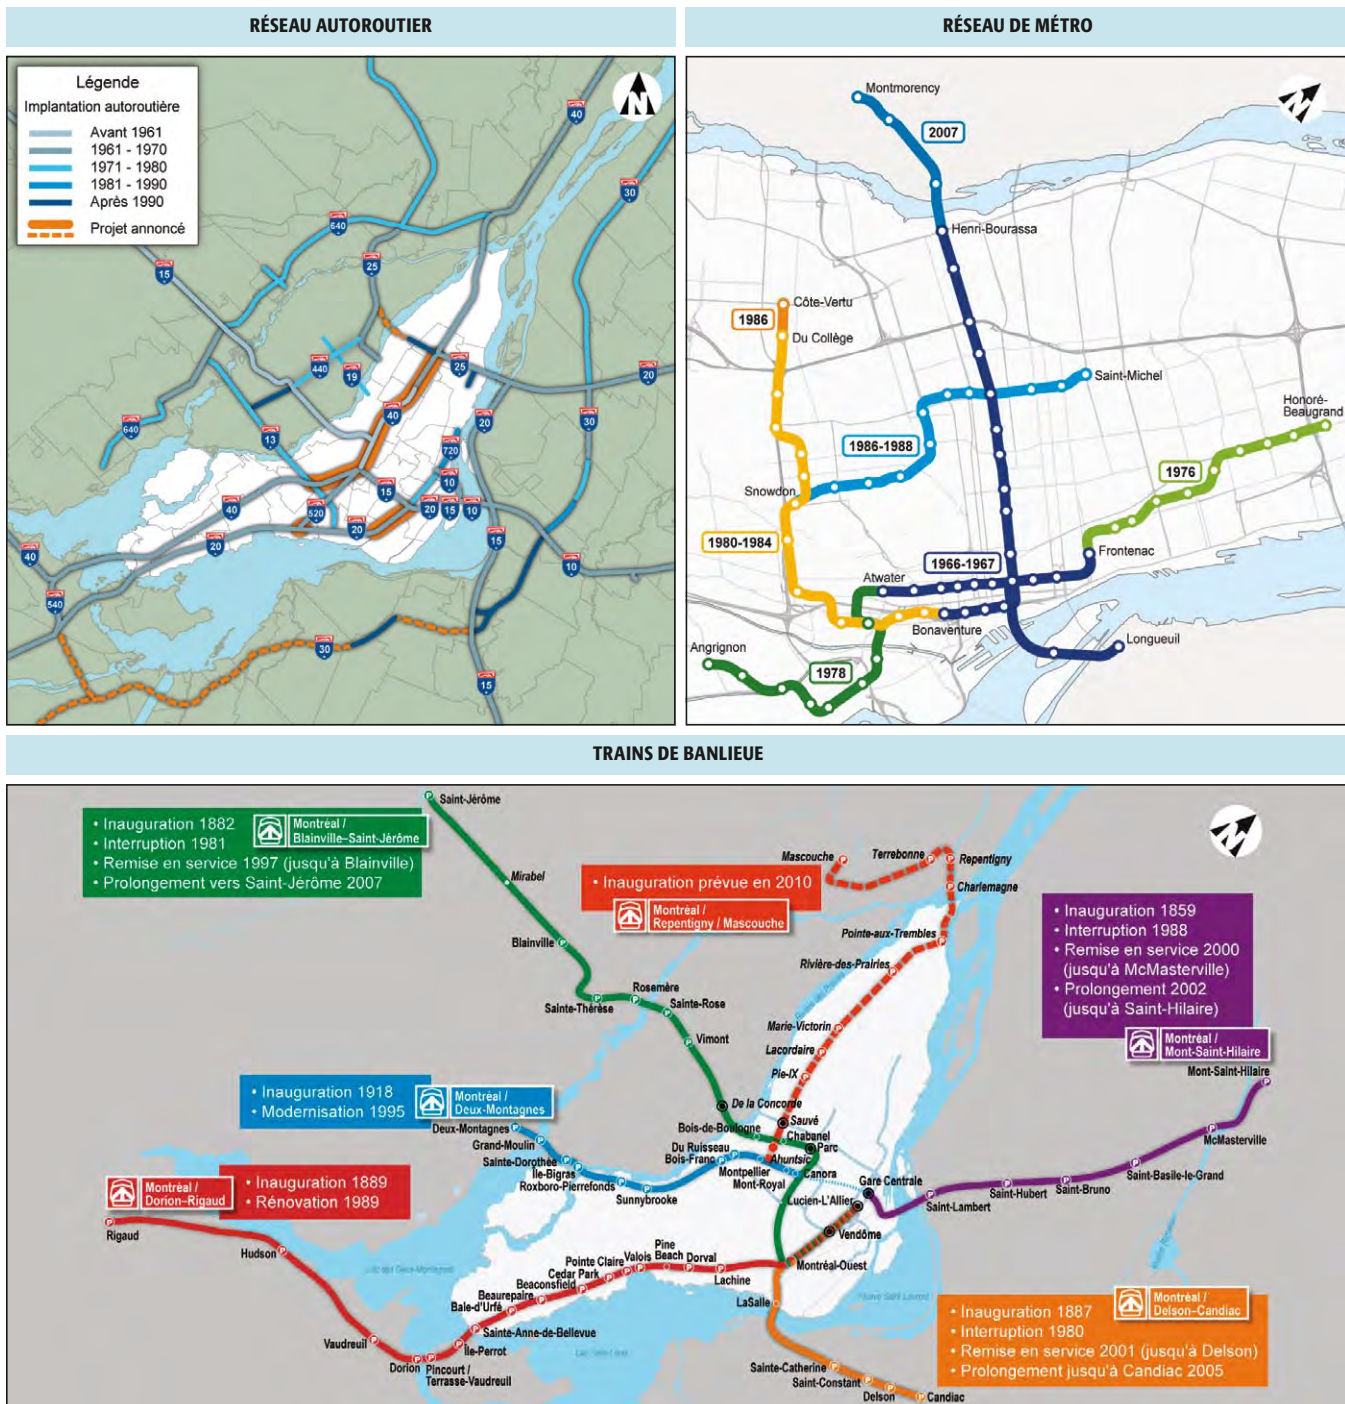 RÉSEAU AUTOROUTIER
RÉSEAU DE MÉTRO
Légende
Implantation autoroutière
Avant 1961
1961 - 1970
1971 - 1980
1981 - 1990
Après 1990
Projet annoncé
N
40
30
640
25
15
440
19
25
20
40
30
20
640
13
720
10
15
520
20
20
15
10
40
20
15
10
40
540
30
15
N
Montmorency
2007
Henri-Bourassa
Côte-Vertu
1986
Du Collège
Saint-Michel
Honoré-
Beaugrand
1986-1988
1976
Snowdon
1980-1984
1966-1967
Frontenac
Atwater
Bonaventure
Longueuil
Angrignon
1978
TRAINS DE BANLIEUE
N
Saint-Jérôme
• Inauguration 1882
• Interruption 1981
• Remise en service 1997 (jusqu'à Blainville)
• Prolongement vers Saint-Jérôme 2007
Montréal /
Blainville–Saint-Jérôme
Mirabel
Blainville
Sainte-Thérèse
Rosemère
Sainte-Rose
Vimont
De la Concorde
Bois-de-Boulogne
Chabanel
Parc
• Inauguration prévue en 2010
Montréal /
Repentigny / Mascouche
Mascouche
Terrebonne
Repentigny
Charlemagne
Pointe-aux-Trembles
Rivière-des-Prairies
Marie-Victorin
Lacordaire
Pie-IX
Sauvé
Ahuntsic
• Inauguration 1859
• Interruption 1988
• Remise en service 2000
(jusqu'à McMasterville)
• Prolongement 2002
(jusqu'à Saint-Hilaire)
Montréal /
Mont-Saint-Hilaire
Mont-Saint-Hilaire
McMasterville
Saint-Basile-le-Grand
Saint-Bruno
Saint-Hubert
Saint-Lambert
Gare Centrale
• Inauguration 1918
• Modernisation 1995
Montréal /
Deux-Montagnes
Deux-Montagnes
Grand-Moulin
Sainte-Dorothée
Île-Bigras
Roxboro-Pierrefonds
Sunnybrooke
Bois-Franc
Du Ruisseau
Montpellier
Mont-Royal
Canora
Lucien-L'Allier
Vendôme
Montréal-Ouest
Montréal /
Dorion–Rigaud
• Inauguration 1889
• Rénovation 1989
Rigaud
Hudson
Vaudreuil
Dorion
Pincourt /
Terrasse-Vaudreuil
Île-Perrot
Sainte-Anne-de-Bellevue
Baie-d'Urfé
Beaurepaire
Beaconsfield
Cedar Park
Pointe Claire
Valois
Pine
Beach
Dorval
Lachine
LaSalle
Sainte-Catherine
Saint-Constant
Delson
Candiac
Montréal /
Delson–Candiac
• Inauguration 1887
• Interruption 1980
• Remise en service 2001 (jusqu'à Delson)
• Prolongement jusqu'à Candiac 2005